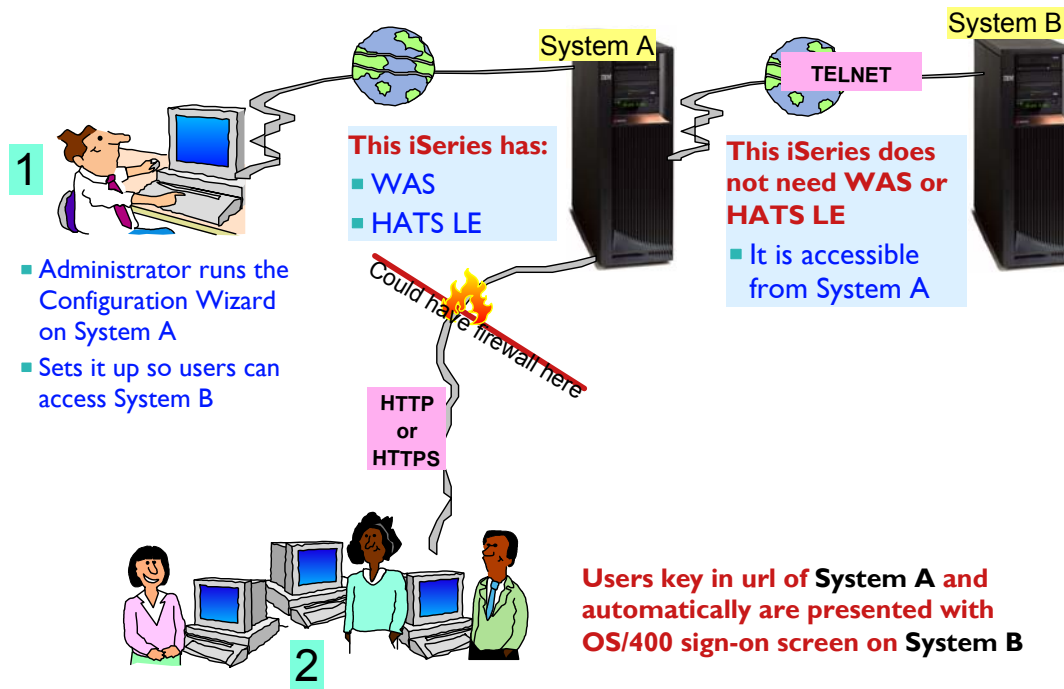 System A
System B
TELNET
1
This iSeries has:
WAS
HATS LE
This iSeries does
not need WAS or
HATS LE
It is accessible
from System A
Administrator runs the
Configuration Wizard
on System A
Sets it up so users can
access System B
Could have firewall here
HTTP
or
HTTPS
2
Users key in url of System A and
automatically are presented with
OS/400 sign-on screen on System B